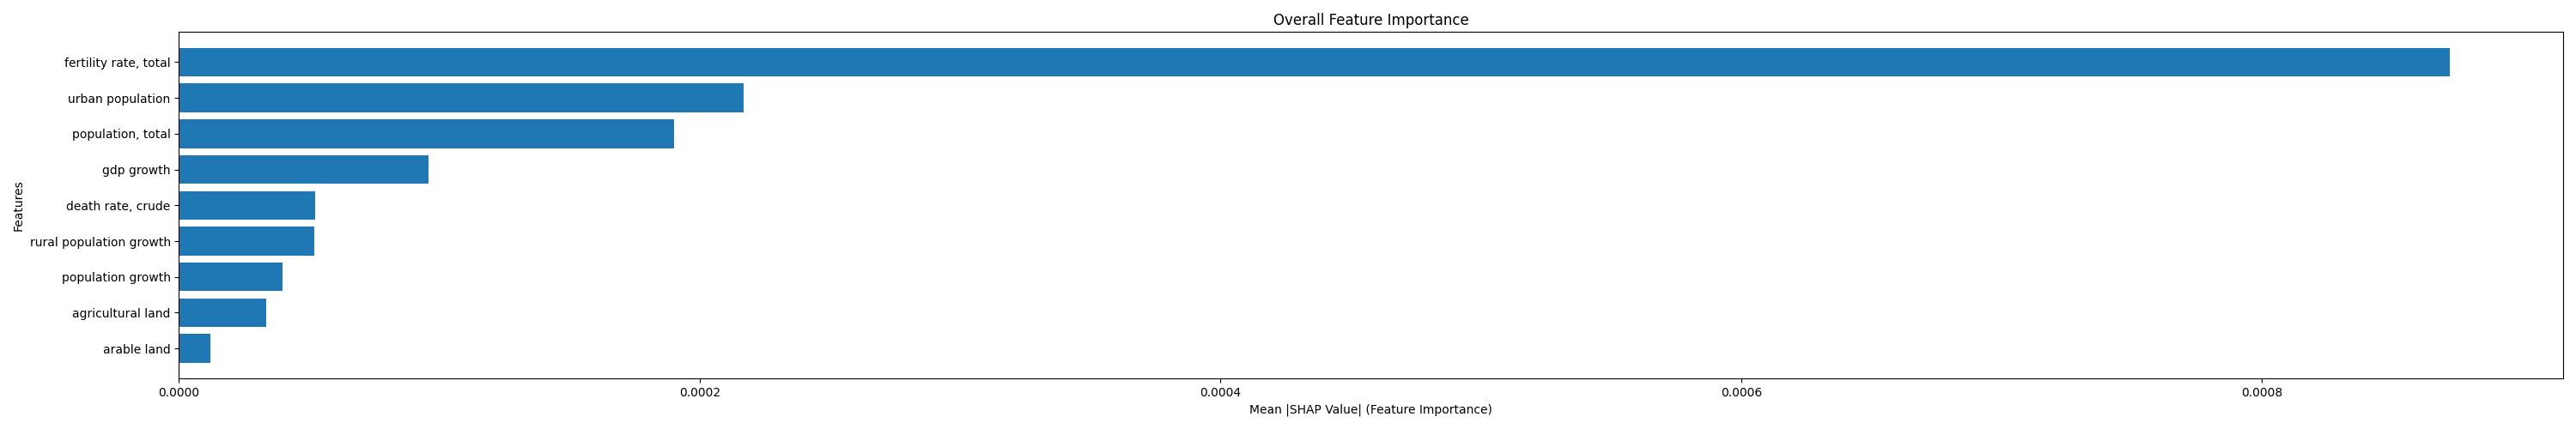 Overall Feature Importance
Features
fertility rate, total
urban population
population, total
gdp growth
death rate, crude
rural population growth
population growth
agricultural land
arable land
0.0000 0.0002 0.0004 0.0006 0.0008
Mean |SHAP Value| (Feature Importance)